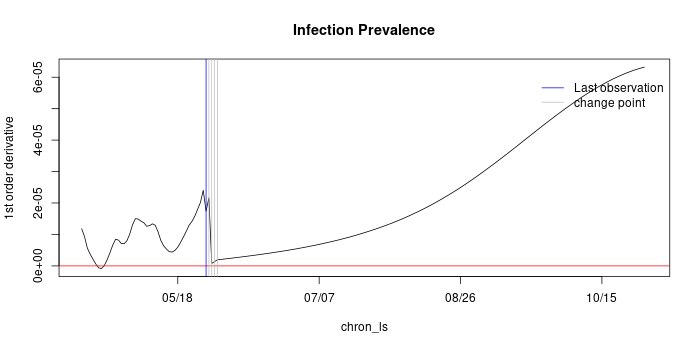 Infection Prevalence
1st order derivative
6e-05
4e-05
2e-05
0e+00
Last observation
change point
05/18
07/07
08/26
10/15
chron_ls